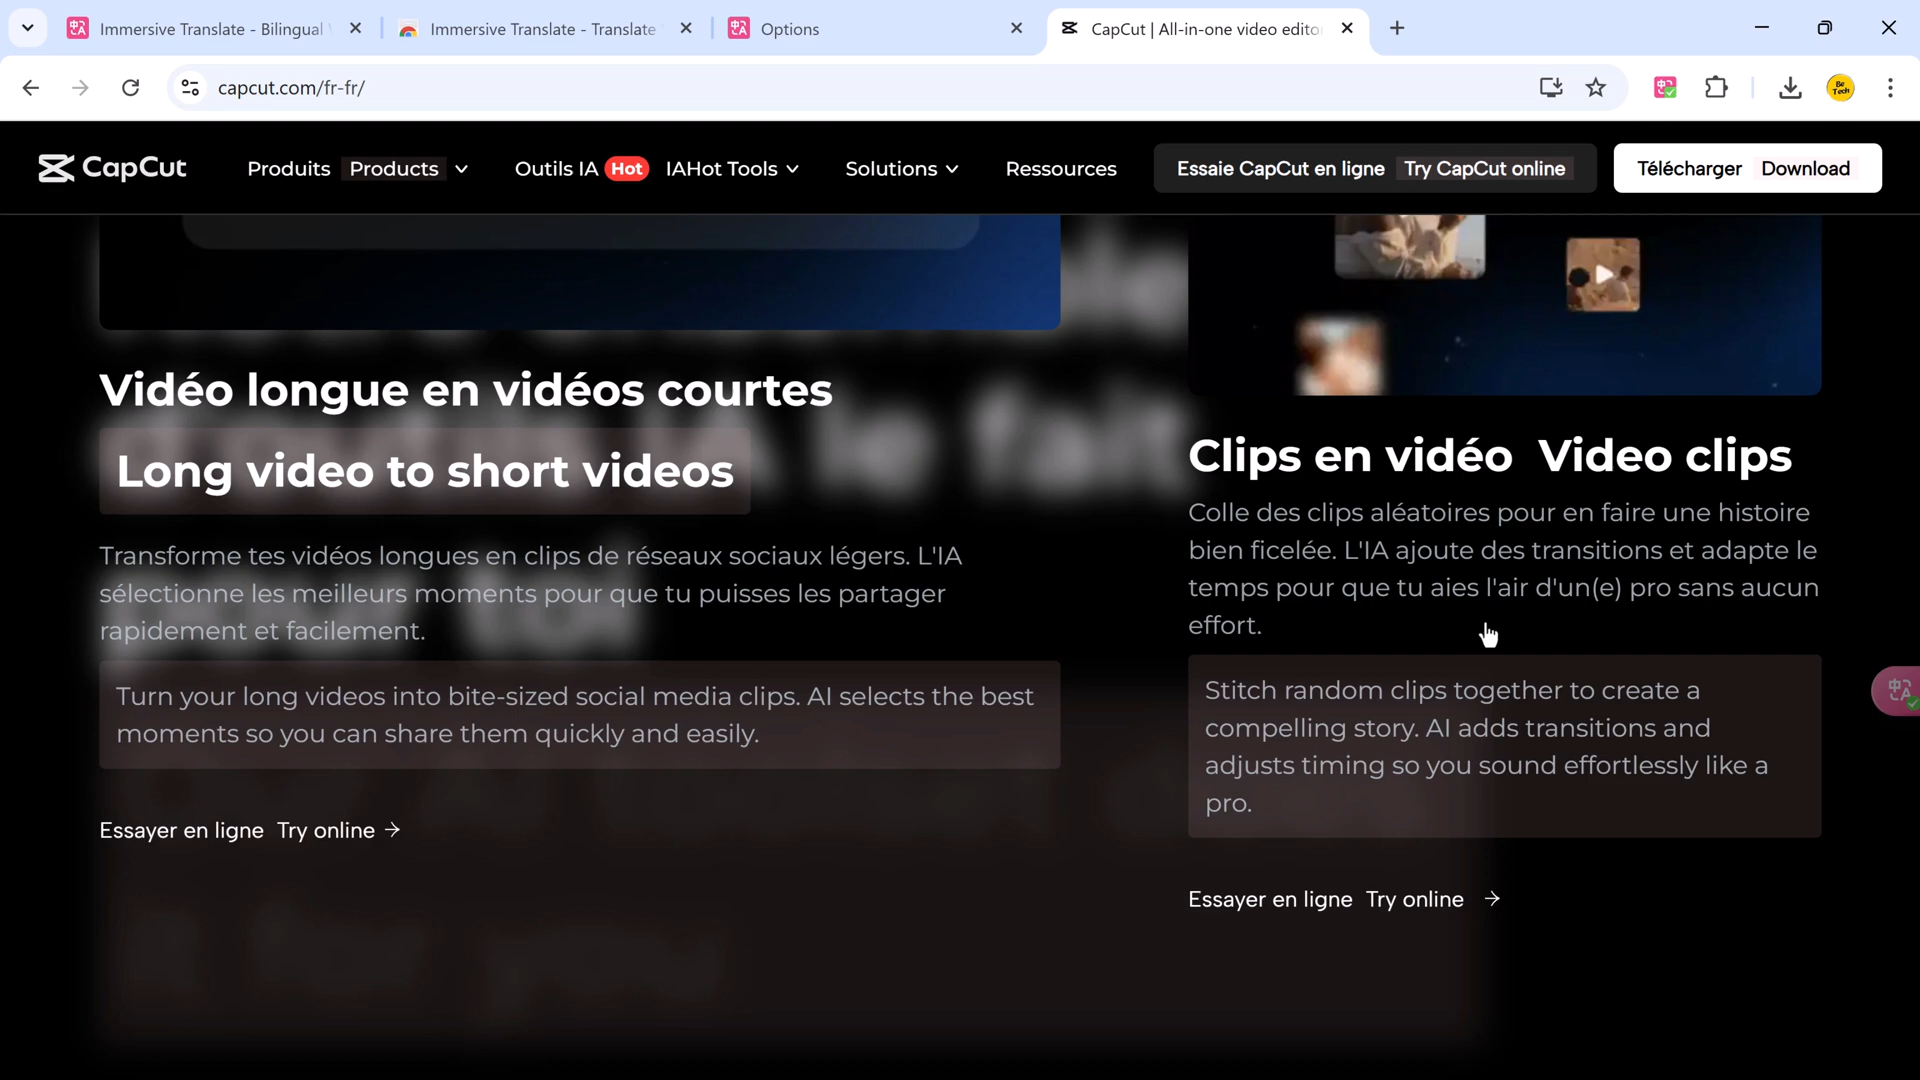 Immersive Translate - Bilingual
Immersive Translate - Translate
Options
CapCut | All-in-one video edito
capcut.com/fr-fr/
Be Tech
CapCut
Produits Products
Outils IA Hot IAHot Tools
Solutions
Ressources
Essaie CapCut en ligne Try CapCut online
Télécharger Download
Vidéo longue en vidéos courtes
Long video to short videos
Transforme tes vidéos longues en clips de réseaux sociaux légers. L'IA
sélectionne les meilleurs moments pour que tu puisses les partager
rapidement et facilement.
Turn your long videos into bite-sized social media clips. AI selects the best
moments so you can share them quickly and easily.
Essayer en ligne Try online
Clips en vidéo Video clips
Colle des clips aléatoires pour en faire une histoire
bien ficelée. L'IA ajoute des transitions et adapte le
temps pour que tu aies l'air d'un(e) pro sans aucun
effort.
Stitch random clips together to create a
compelling story. AI adds transitions and
adjusts timing so you sound effortlessly like a
pro.
Essayer en ligne Try online
le
IA le fait